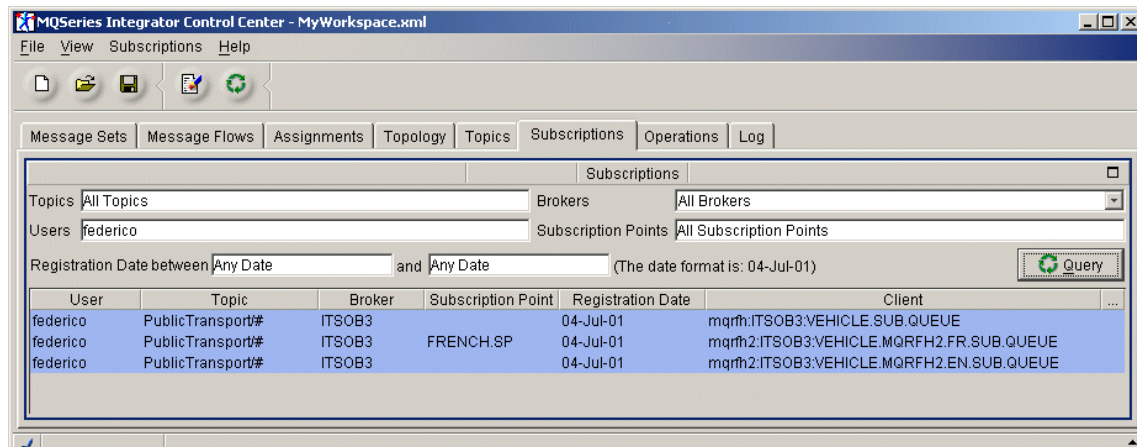 MQSeries Integrator Control Center - MyWorkspace.xml
File View Subscriptions Help
Message Sets Message Flows Assignments Topology Topics Subscriptions Operations Log
Subscriptions
Topics All Topics Brokers All Brokers
Users federico Subscription Points All Subscription Points
Registration Date between Any Date and Any Date (The date format is: 04-Jul-01) Query
User Topic Broker Subscription Point Registration Date Client ...
federico PublicTransport/# ITSOB3 04-Jul-01 mqrfh:ITSOB3:VEHICLE.SUB.QUEUE
federico PublicTransport/# ITSOB3 FRENCH.SP 04-Jul-01 mqrfh2:ITSOB3:VEHICLE.MQRFH2.FR.SUB.QUEUE
federico PublicTransport/# ITSOB3 04-Jul-01 mqrfh2:ITSOB3:VEHICLE.MQRFH2.EN.SUB.QUEUE